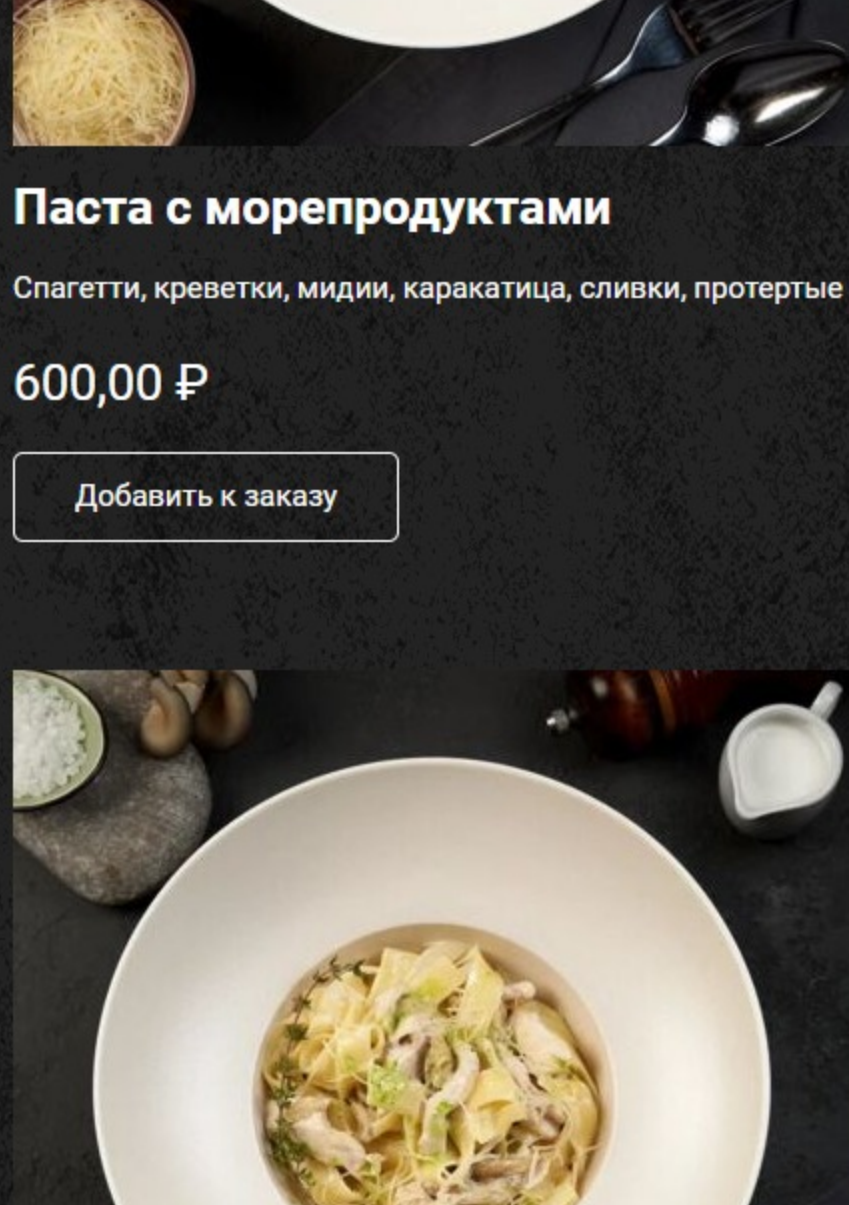 Паста с морепродуктами
Спагетти, креветки, мидии, каракатица, сливки, протертые
600,00 ₽
Добавить к заказу